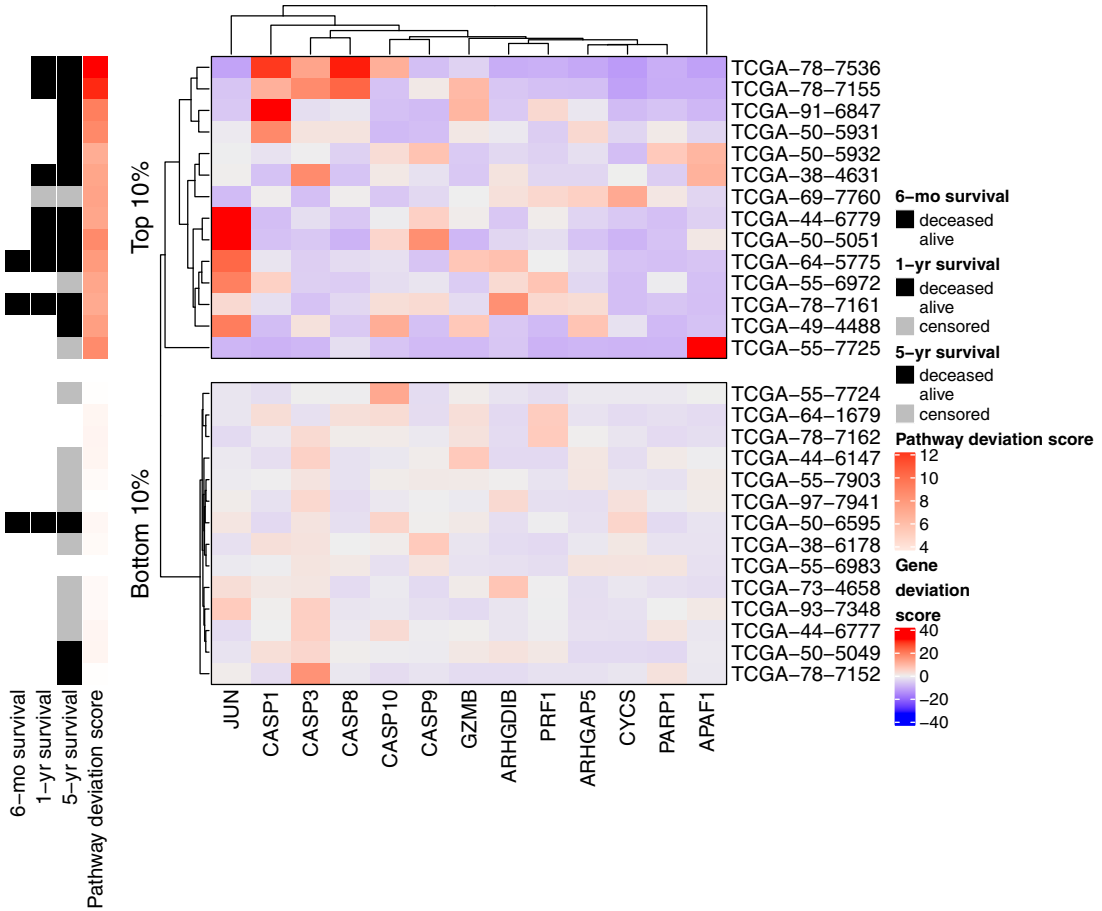 Top 10%
Bottom 10%
TCGA−78−7536
TCGA−78−7155
TCGA−91−6847
TCGA−50−5931
TCGA−50−5932
TCGA−38−4631
TCGA−69−7760
TCGA−44−6779
TCGA−50−5051
TCGA−64−5775
TCGA−55−6972
TCGA−78−7161
TCGA−49−4488
TCGA−55−7725
TCGA−55−7724
TCGA−64−1679
TCGA−78−7162
TCGA−44−6147
TCGA−55−7903
TCGA−97−7941
TCGA−50−6595
TCGA−38−6178
TCGA−55−6983
TCGA−73−4658
TCGA−93−7348
TCGA−44−6777
TCGA−50−5049
TCGA−78−7152
6−mo survival
1−yr survival
5−yr survival
Pathway deviation score
JUN
CASP1
CASP3
CASP8
CASP10
CASP9
GZMB
ARHGDIB
PRF1
ARHGAP5
CYCS
PARP1
APAF1
6−mo survival
deceased
alive
1−yr survival
deceased
alive
censored
5−yr survival
deceased
alive
censored
Pathway deviation score
12
10
8
6
4
Gene
deviation
score
40
20
0
−20
−40